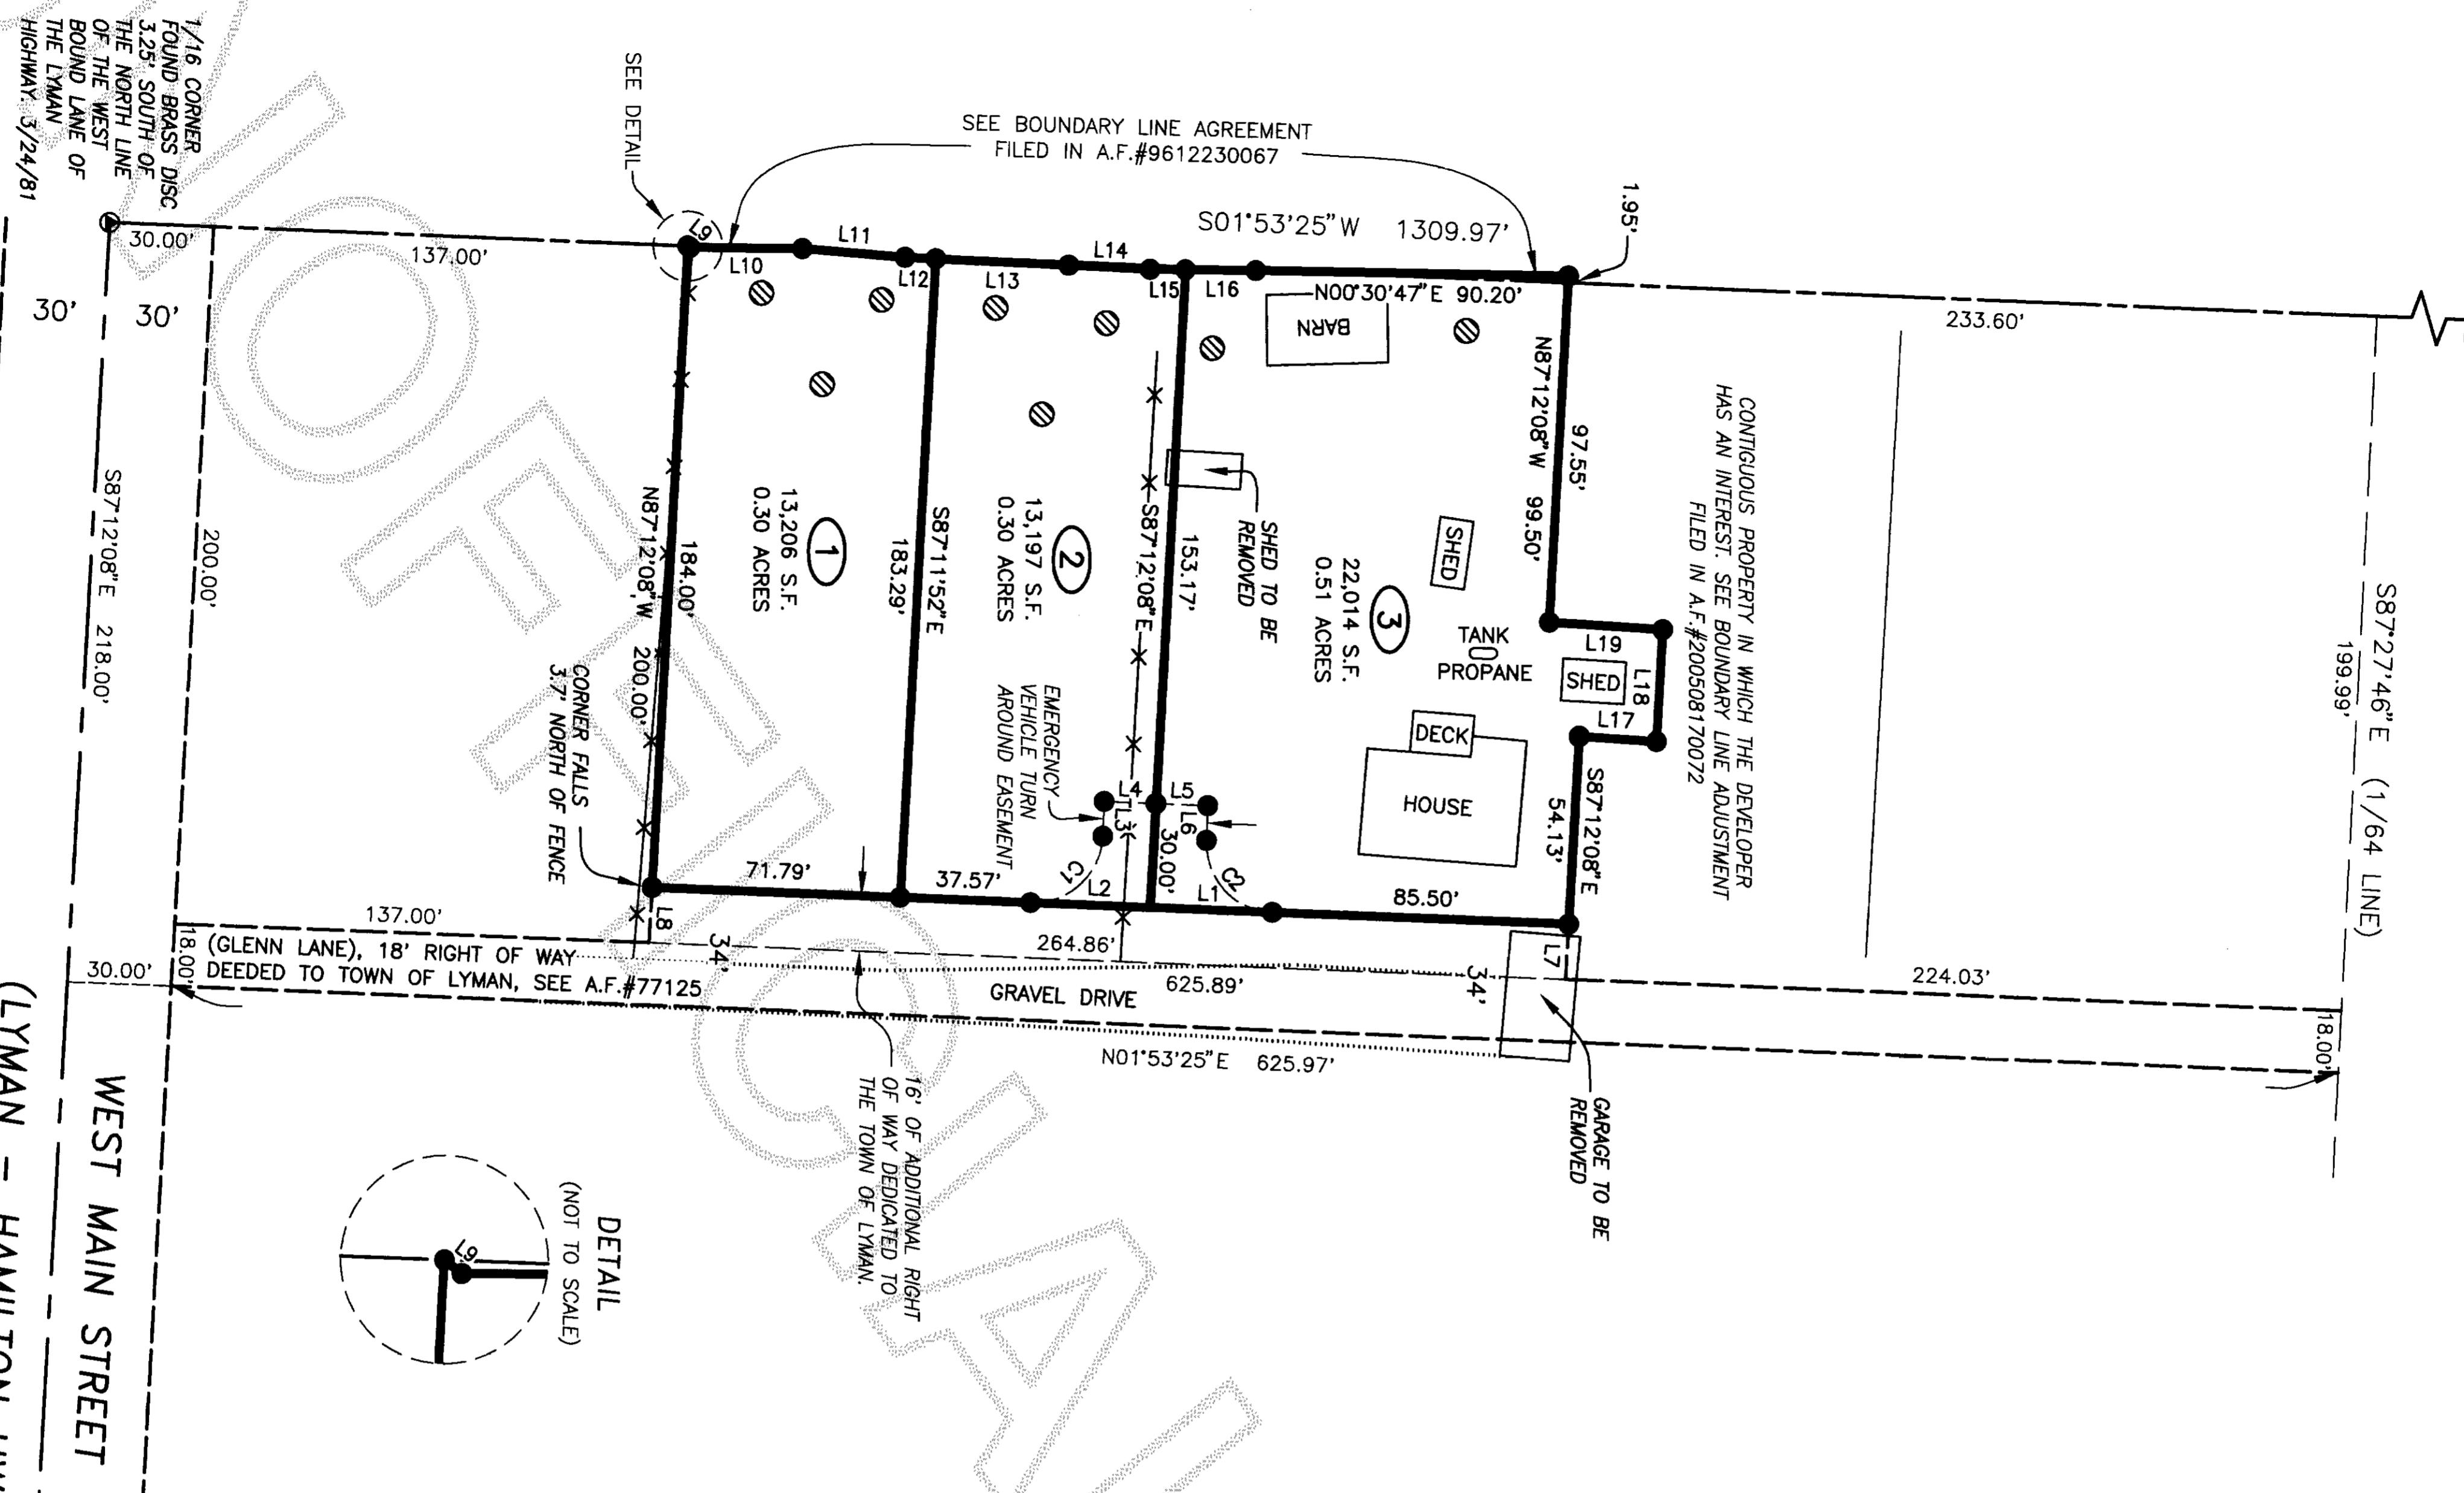 1/16 CORNER
FOUND BRASS DISC
3.25' SOUTH OF
THE NORTH LINE
OF THE WEST
BOUND LANE OF
THE LYMAN
HIGHWAY. 3/24/81
SEE DETAIL
SEE BOUNDARY LINE AGREEMENT
FILED IN A.F.#9612230067
S01°53'25"W 1309.97'
1.95'
30.00'
137.00'
30'
30'
L9
L10
L11
L12
L13
L14
L15
L16
N00°30'47"E 90.20'
BARN
233.60'
N87°12'08"W 99.50'
97.55'
CONTIGUOUS PROPERTY IN WHICH THE DEVELOPER
HAS AN INTEREST. SEE BOUNDARY LINE ADJUSTMENT
FILED IN A.F.#200508170072
S87°27'46"E (1/64 LINE)
199.99'
S87°12'08"E 218.00'
200.00'
N87°12'08"W 200.00'
184.00'
1
13,206 S.F.
0.30 ACRES
S87°11'52"E
183.29'
2
13,197 S.F.
0.30 ACRES
S87°12'08"E
153.17'
SHED TO BE
REMOVED
3
22,014 S.F.
0.51 ACRES
SHED
TANK
PROPANE
L19
SHED
L18
L17
DECK
HOUSE
S87°12'08"E
54.13'
CORNER FALLS
3.7' NORTH OF FENCE
EMERGENCY
VEHICLE TURN
AROUND EASEMENT
L4
L5
L3
L6
30.00'
C1
C2
71.79'
37.57'
L2
L1
85.50'
137.00'
L8
L7
18.00'
30.00'
(GLENN LANE), 18' RIGHT OF WAY
DEEDED TO TOWN OF LYMAN, SEE A.F.#77125
34'
264.86'
625.89'
34'
GRAVEL DRIVE
224.03'
18.00'
N01°53'25"E 625.97'
16' OF ADDITIONAL RIGHT
OF WAY DEDICATED TO
THE TOWN OF LYMAN.
GARAGE TO BE
REMOVED
DETAIL
(NOT TO SCALE)
L9
WEST MAIN STREET
(LYMAN - HAMILTON
OFFICIAL